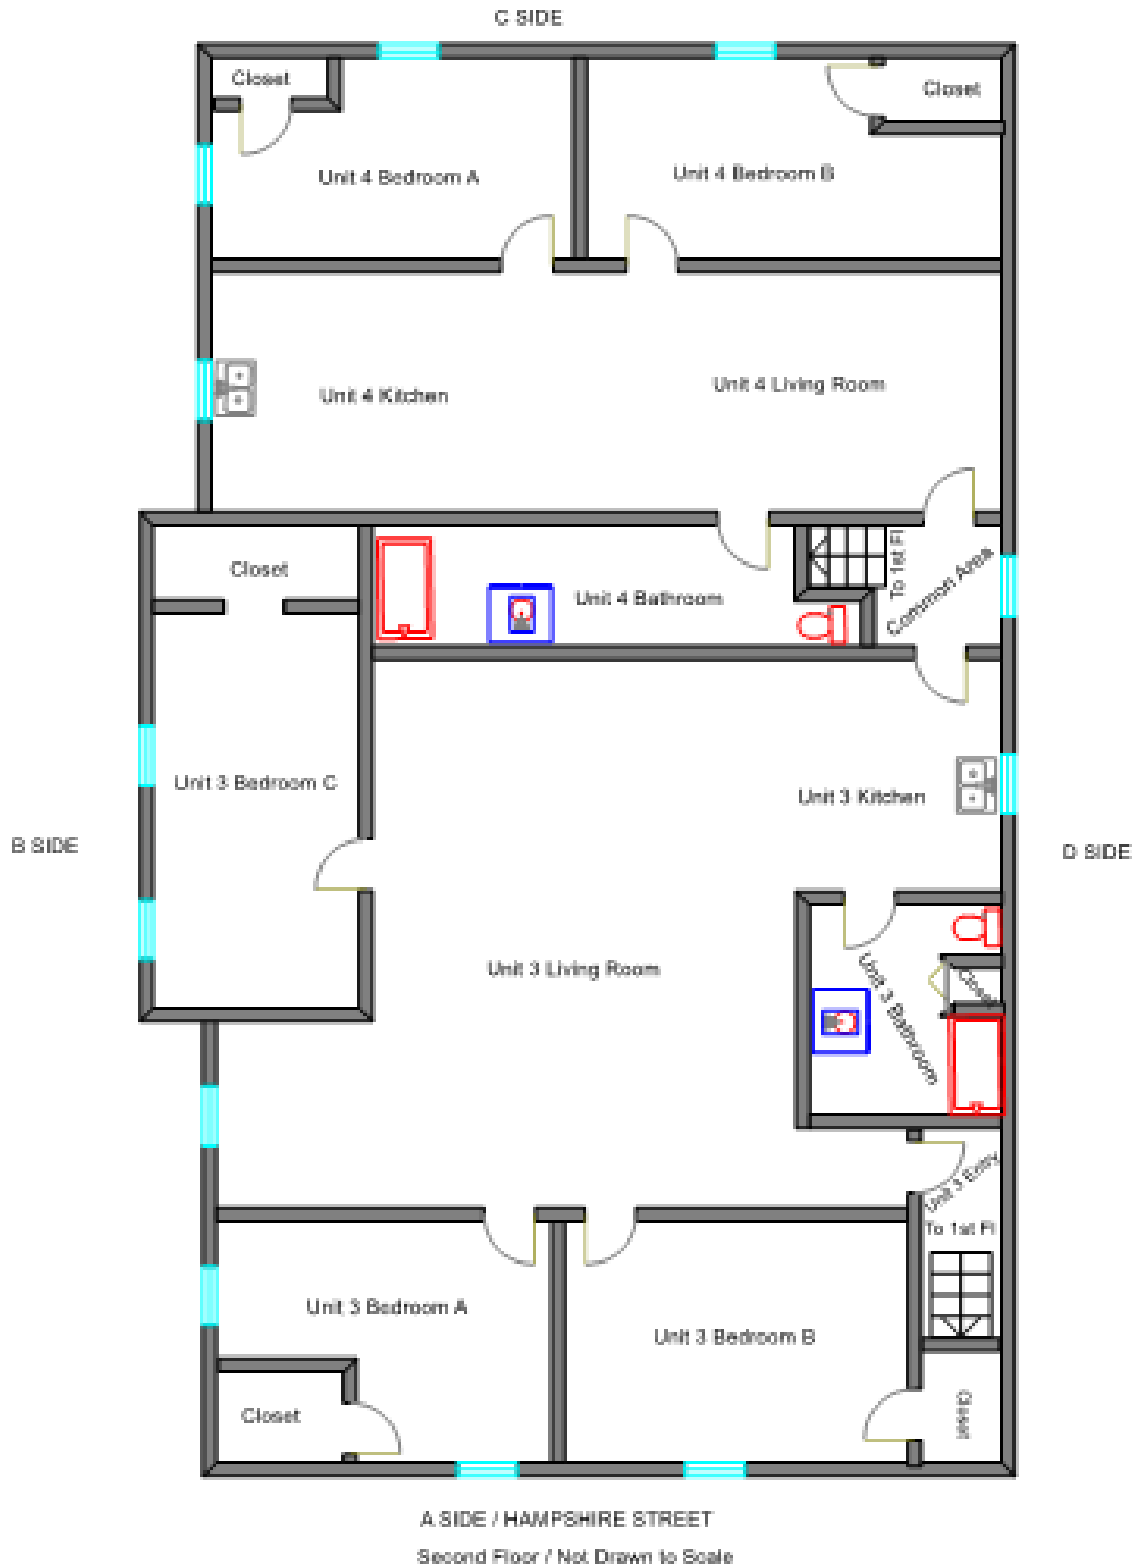 C SIDE
Closet
Closet
Unit 4 Bedroom A
Unit 4 Bedroom B
Unit 4 Kitchen
Unit 4 Living Room
To 1st Fl
Common Area
Closet
Unit 4 Bathroom
Unit 3 Bedroom C
Unit 3 Kitchen
B SIDE
D SIDE
Unit 3 Living Room
Unit 3 Bathroom
Closet
Unit 3 Entry
To 1st Fl
Unit 3 Bedroom A
Unit 3 Bedroom B
Closet
Closet
A SIDE / HAMPSHIRE STREET
Second Floor / Not Drawn to Scale